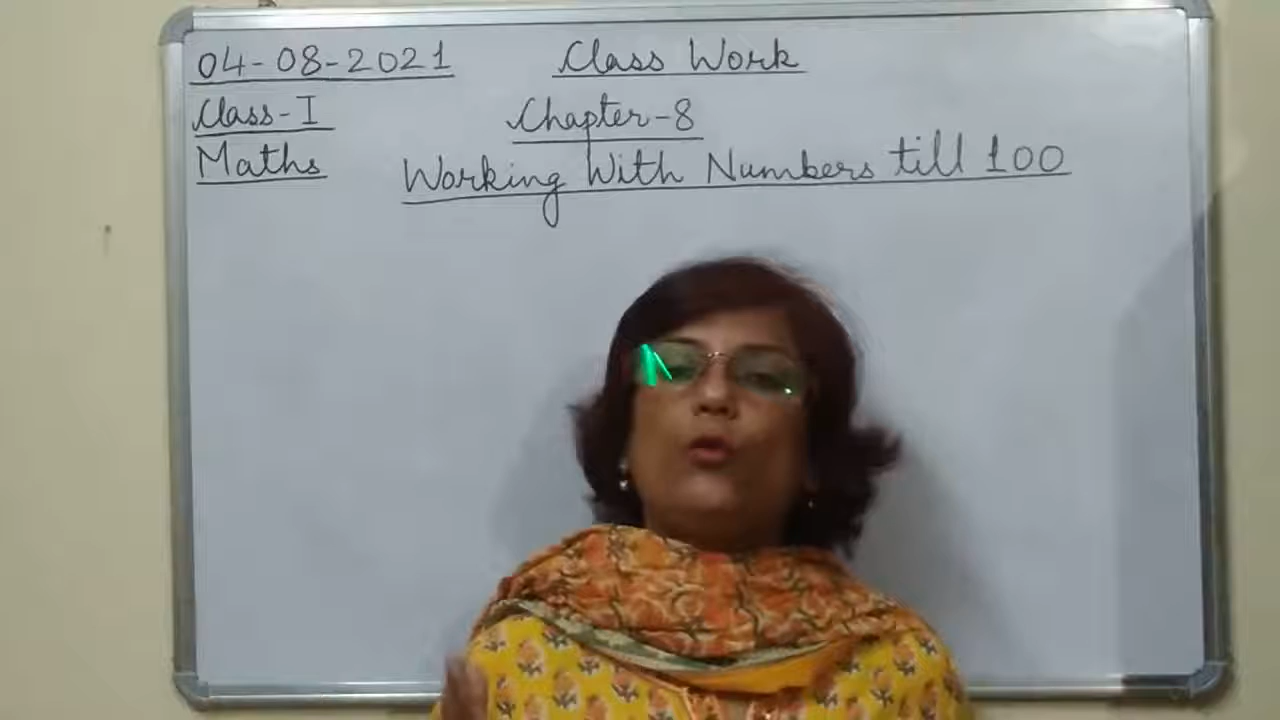 04-08-2021 Class Work
Class-I Chapter-8
Maths Working With Numbers till 100